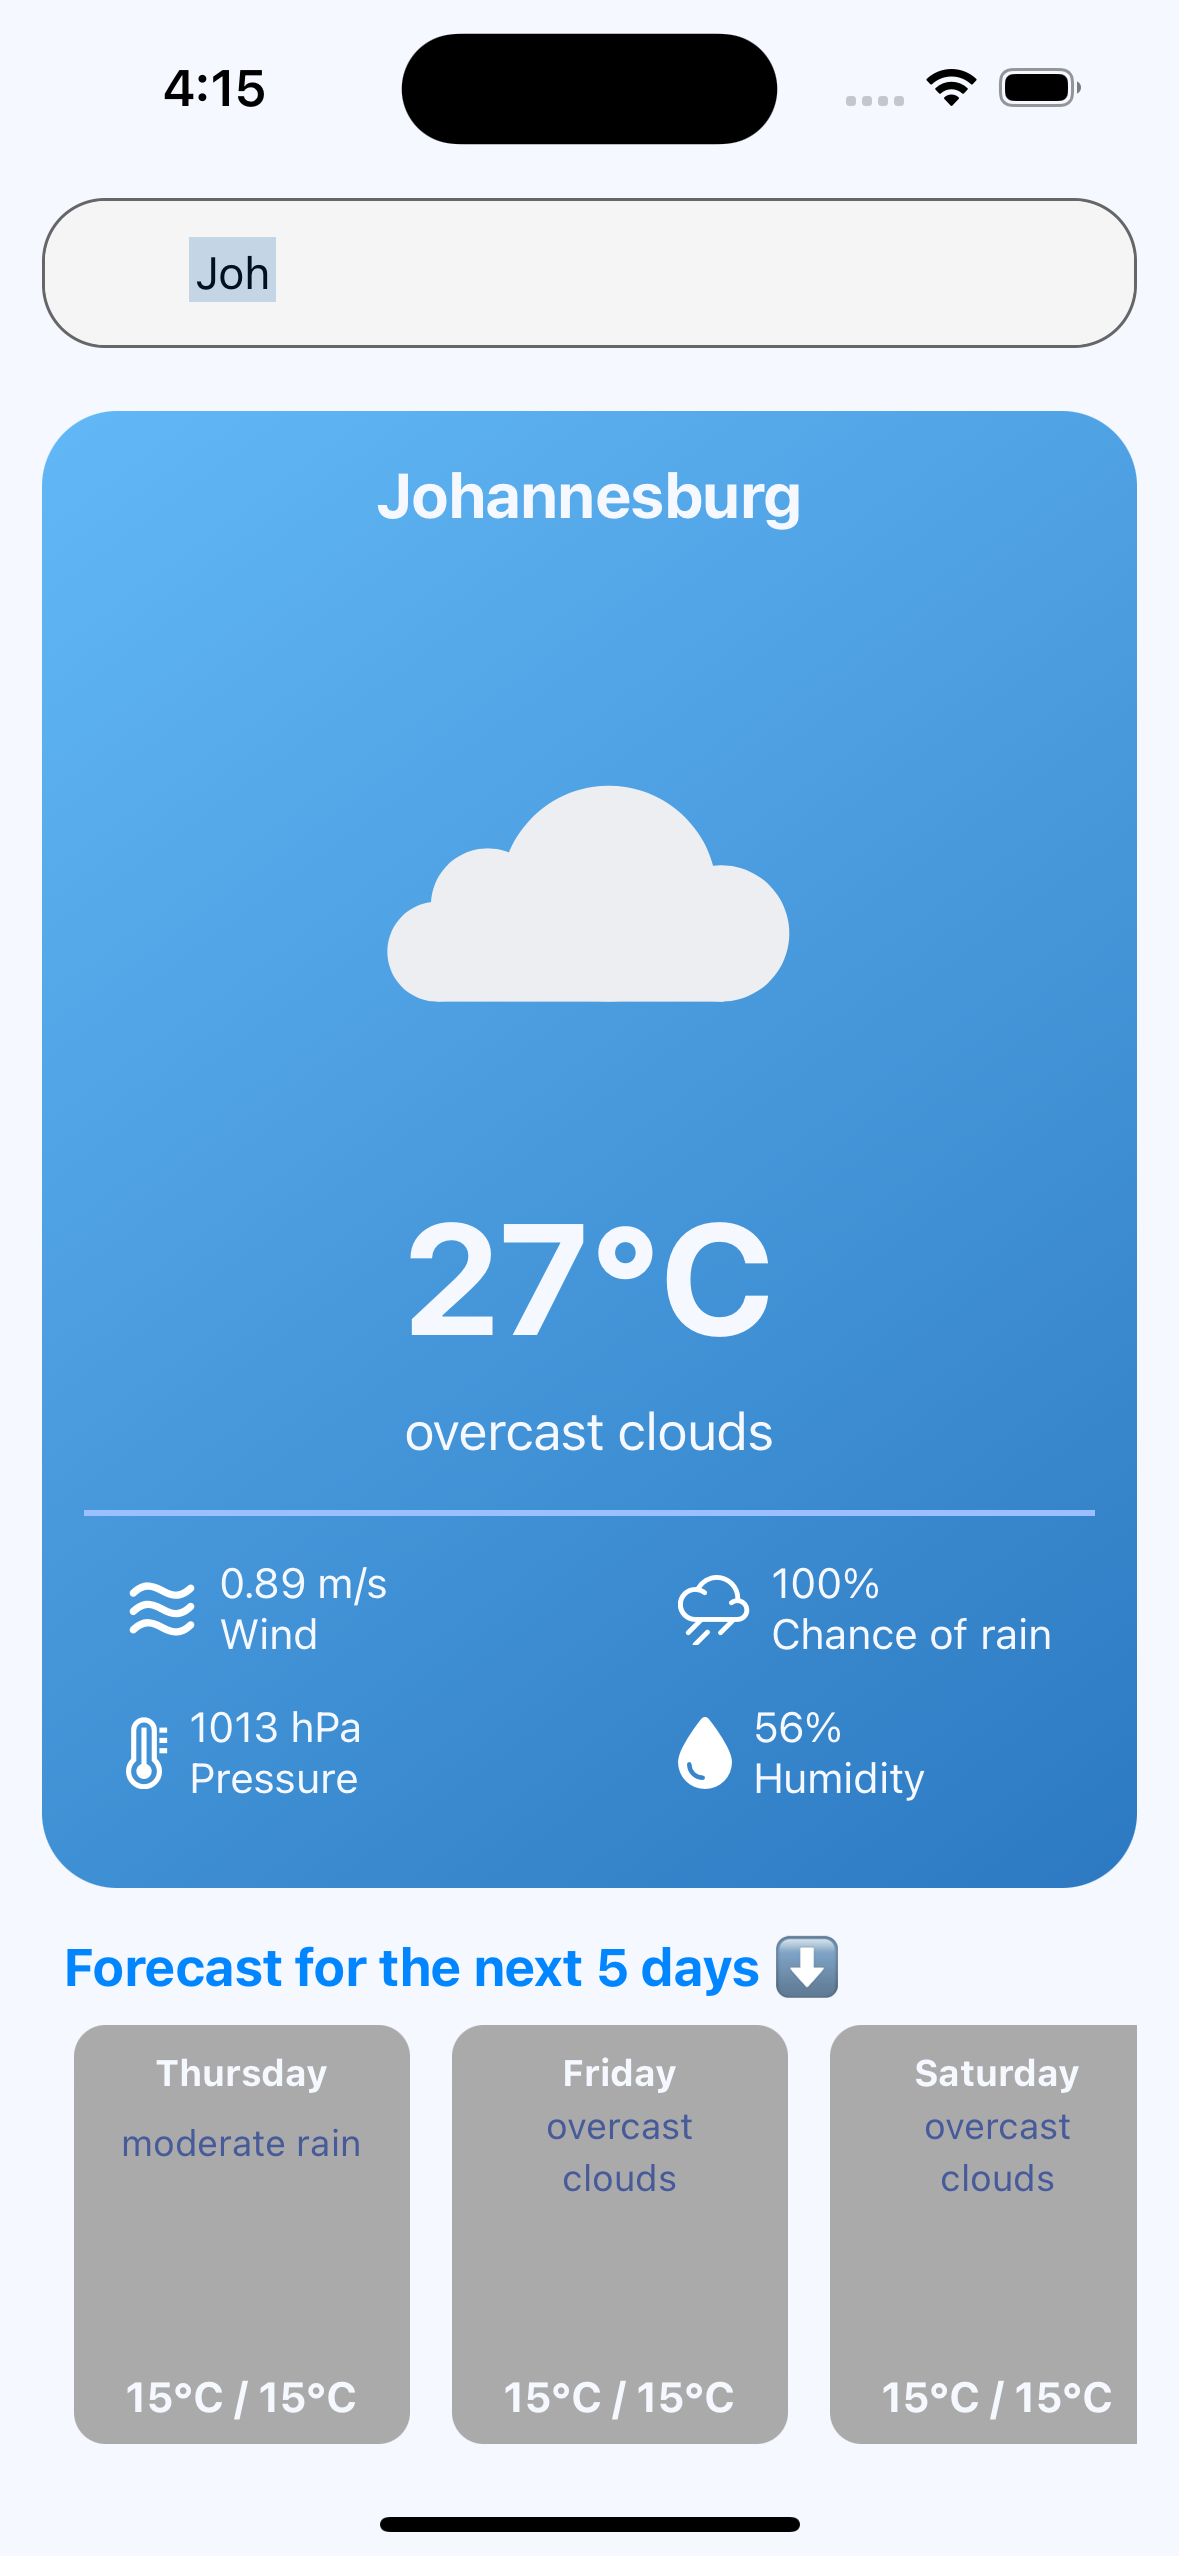 4:15
Joh
Johannesburg
27°C
overcast clouds
0.89 m/s
Wind
100%
Chance of rain
1013 hPa
Pressure
56%
Humidity
Forecast for the next 5 days ⬇️
Thursday
moderate rain
15°C / 15°C
Friday
overcast
clouds
15°C / 15°C
Saturday
overcast
clouds
15°C / 15°C